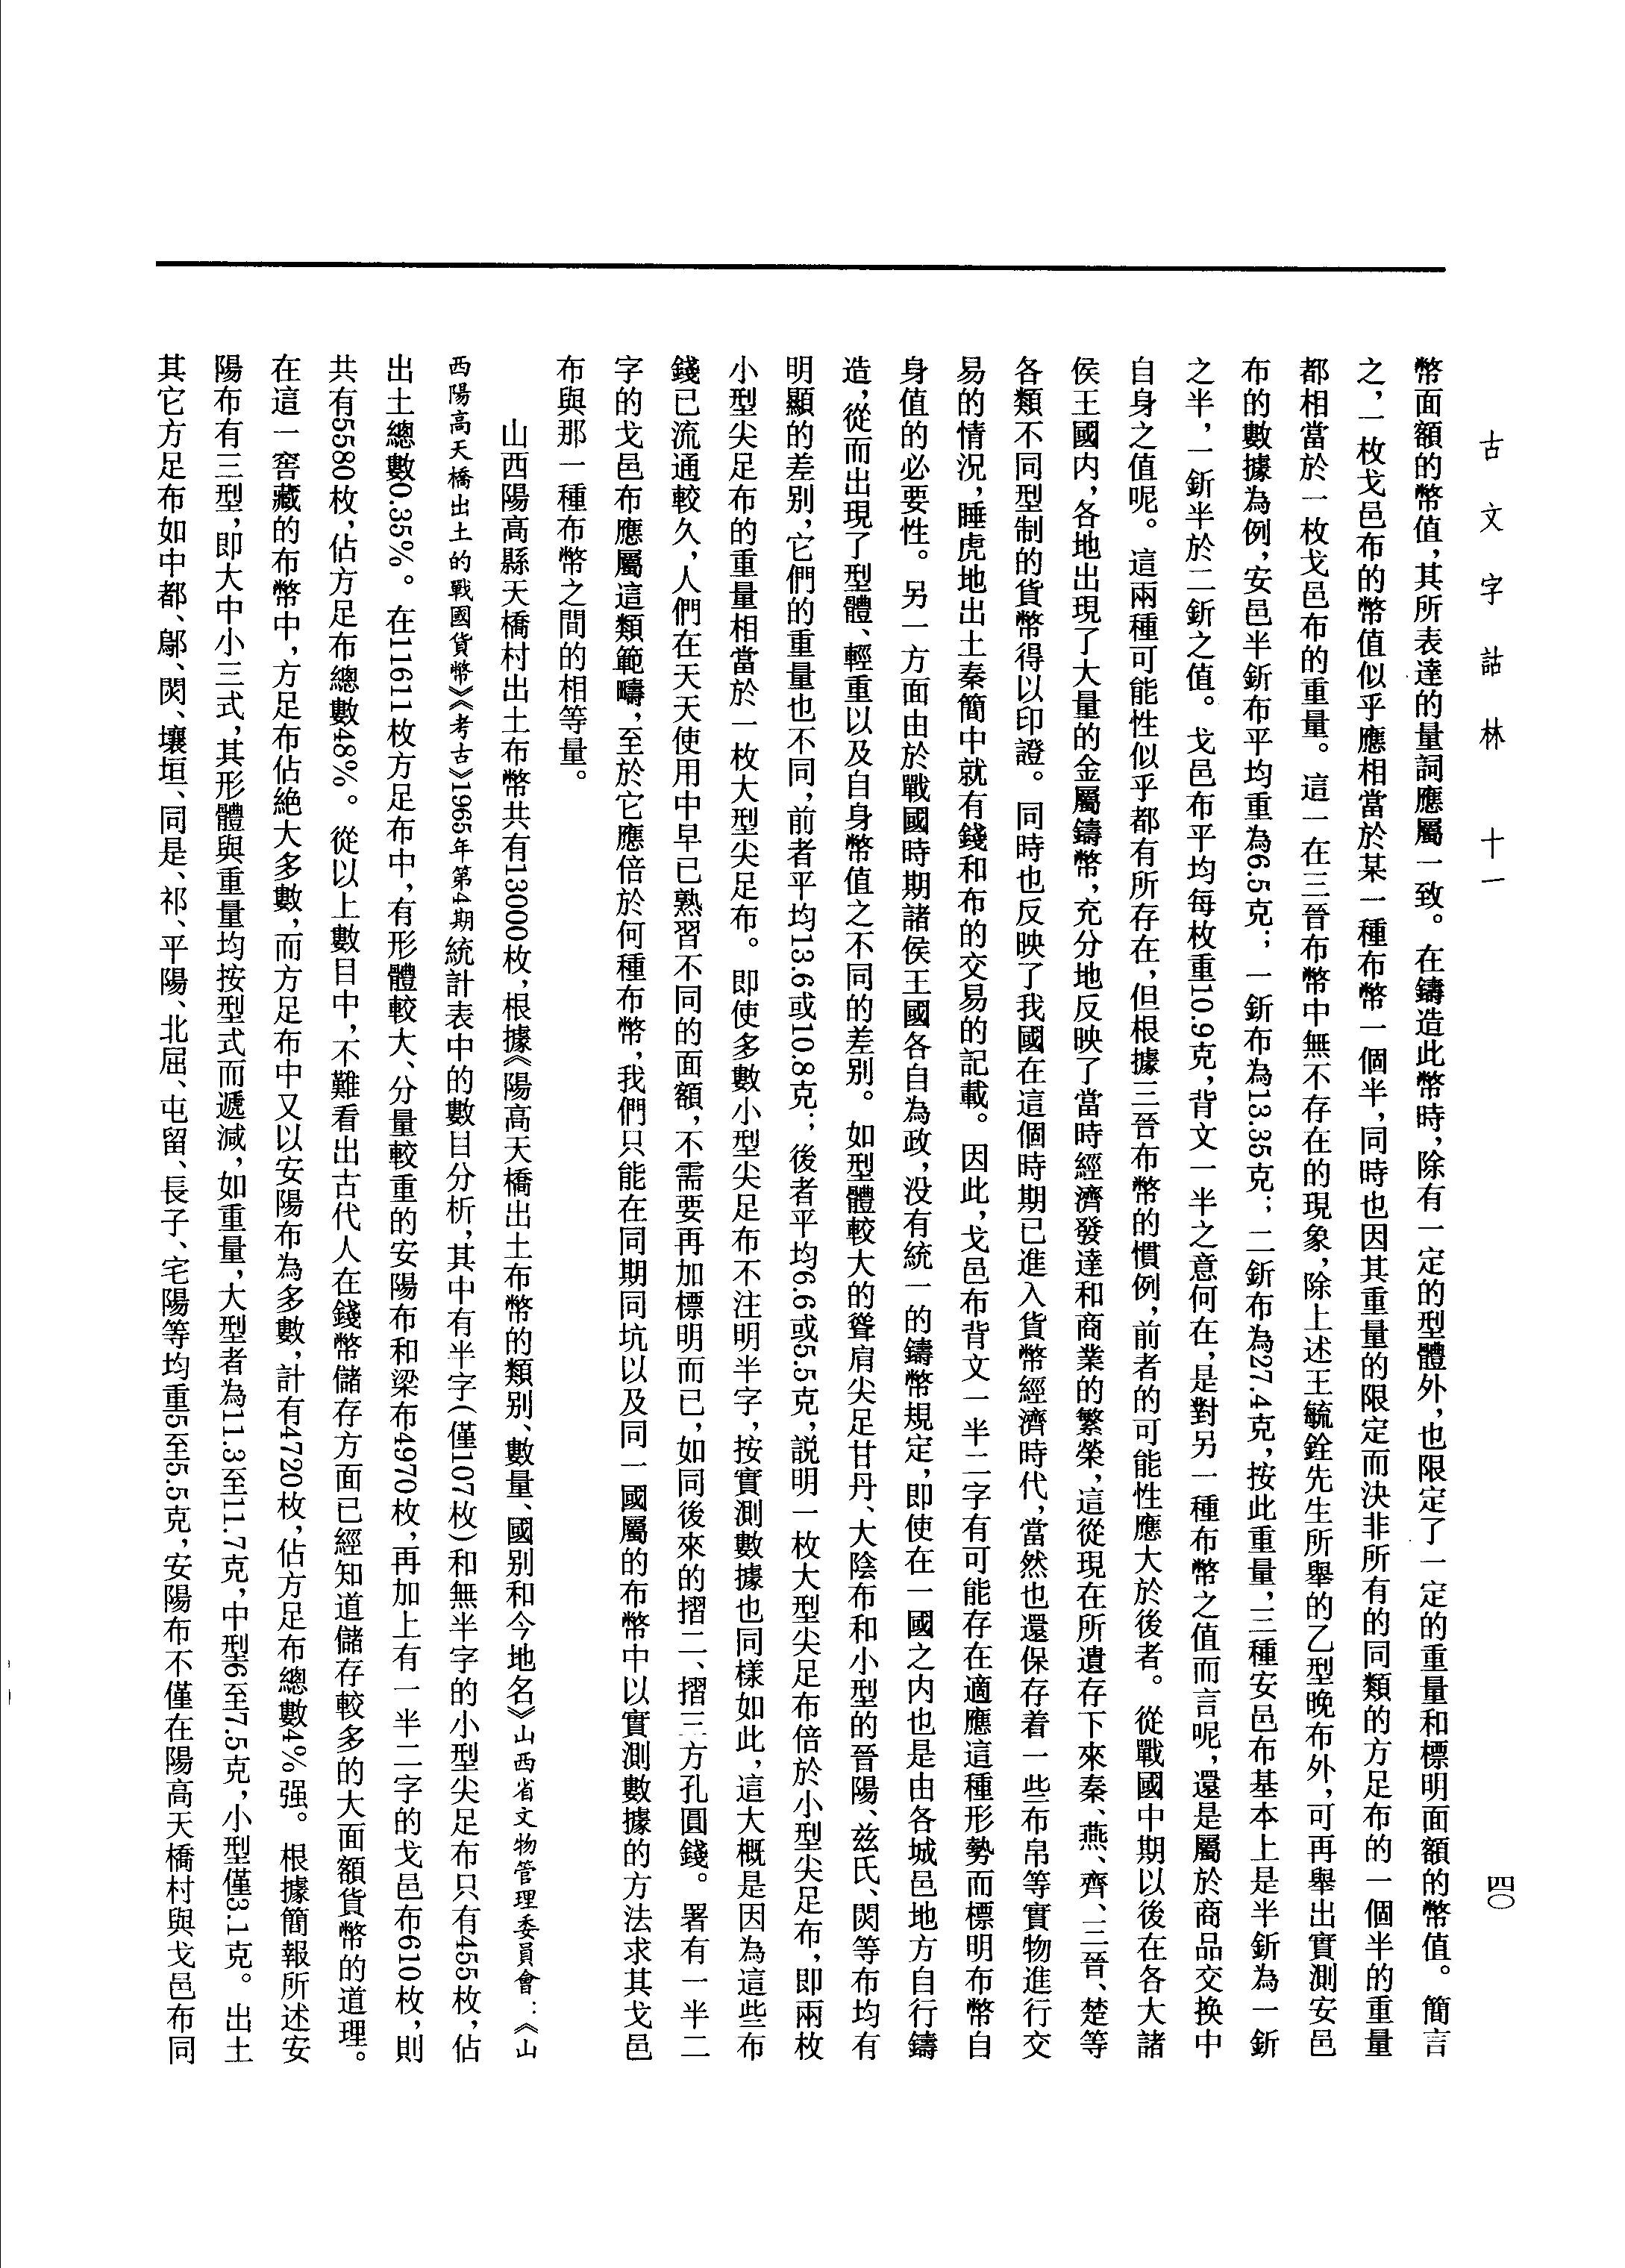 古文字詁林　十一
四〇
幣面額的幣值，其所表達的量詞應屬一致。在鑄造此幣時，除有一定的型體外，也限定了一定的重量和標明面額的幣值。簡言
之，一枚戈邑布的幣值似乎應相當於某一種布幣一個半，同時也因其重量的限定而決非所有的同類的方足布的一個半的重量
都相當於一枚戈邑布的重量。這一在三晉布幣中無不存在的現象，除上述王毓銓先生所舉的乙型晚布外，可再舉出實測安邑
布的數據為例，安邑半釿布平均重為6.5克；一釿布為13.35克；二釿布為27.4克，按此重量，三種安邑布基本上是半釿為一釿
之半，一釿半於二釿之值。戈邑布平均每枚重10.9克，背文一半之意何在，是對另一種布幣之值而言呢，還是屬於商品交换中
自身之值呢。這兩種可能性似乎都有所存在，但根據三晉布幣的慣例，前者的可能性應大於後者。從戰國中期以後在各大諸
侯王國内，各地出現了大量的金屬鑄幣，充分地反映了當時經濟發達和商業的繁榮，這從現在所遺存下來秦、燕、齊、三晉、楚等
各類不同型制的貨幣得以印證。同時也反映了我國在這個時期已進入貨幣經濟時代，當然也還保存着一些布帛等實物進行交
易的情況，睡虎地出土秦簡中就有錢和布的交易的記載。因此，戈邑布背文一半二字有可能存在適應這種形勢而標明布幣自
身值的必要性。另一方面由於戰國時期諸侯王國各自為政，没有統一的鑄幣規定，即使在一國之内也是由各城邑地方自行鑄
造，從而出現了型體、輕重以及自身幣值之不同的差别。如型體較大的聳肩尖足甘丹、大陰布和小型的晉陽、兹氏、閔等布均有
明顯的差别，它們的重量也不同，前者平均13.6或10.8克；後者平均6.6或5.5克，説明一枚大型尖足布倍於小型尖足布，即兩枚
小型尖足布的重量相當於一枚大型尖足布。即使多數小型尖足布不注明半字，按實測數據也同樣如此，這大概是因為這些布
錢已流通較久，人們在天天使用中早已熟習不同的面額，不需要再加標明而已，如同後來的摺二、摺三方孔圓錢。署有一半二
字的戈邑布應屬這類範疇，至於它應倍於何種布幣，我們只能在同期同坑以及同一國屬的布幣中以實測數據的方法求其戈邑
布與那一種布幣之間的相等量。
山西陽高縣天橋村出土布幣共有13000枚，根據《陽高天橋出土布幣的類别、數量、國别和今地名》山西省文物管理委員會：《山
西陽高天橋出土的戰國貨幣》《考古》1965年第4期統計表中的數目分析，其中有半字（僅107枚）和無半字的小型尖足布只有455枚，佔
出土總數0.35%。在11611枚方足布中，有形體較大、分量較重的安陽布和梁布4970枚，再加上有一半二字的戈邑布610枚，則
共有5580枚，佔方足布總數48%。從以上數目中，不難看出古代人在錢幣儲存方面已經知道儲存較多的大面額貨幣的道理。
在這一窖藏的布幣中，方足布佔絶大多數，而方足布中又以安陽布為多數，計有4720枚，佔方足布總數4%强。根據簡報所述安
陽布有三型，即大中小三式，其形體與重量均按型式而遞減，如重量，大型者為11.3至11.7克，中型6至7.5克，小型僅3.1克。出土
其它方足布如中都、鄔、閔、壤垣、同是、祁、平陽、北屈、屯留、長子、宅陽等均重5至5.5克，安陽布不僅在陽高天橋村與戈邑布同